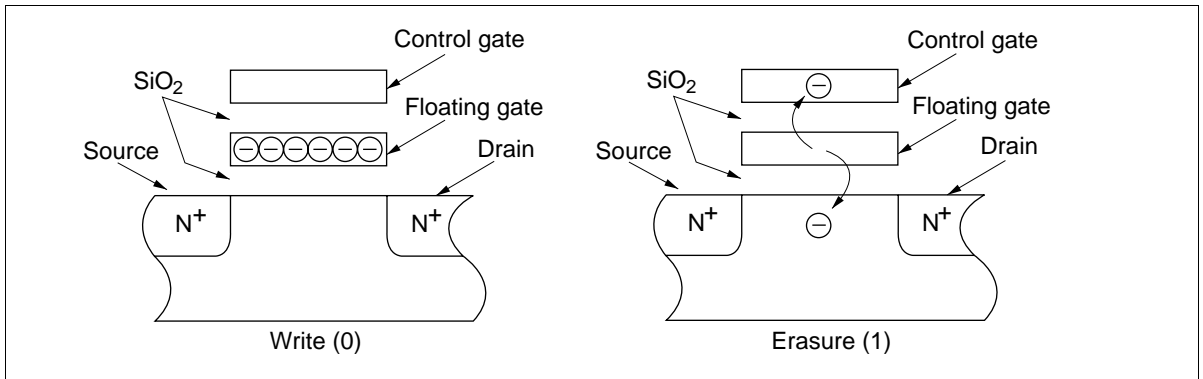 Control gate
SiO2
Floating gate
Source
Drain
N+
N+
Write (0)
Control gate
SiO2
Floating gate
Source
Drain
N+
N+
Erasure (1)